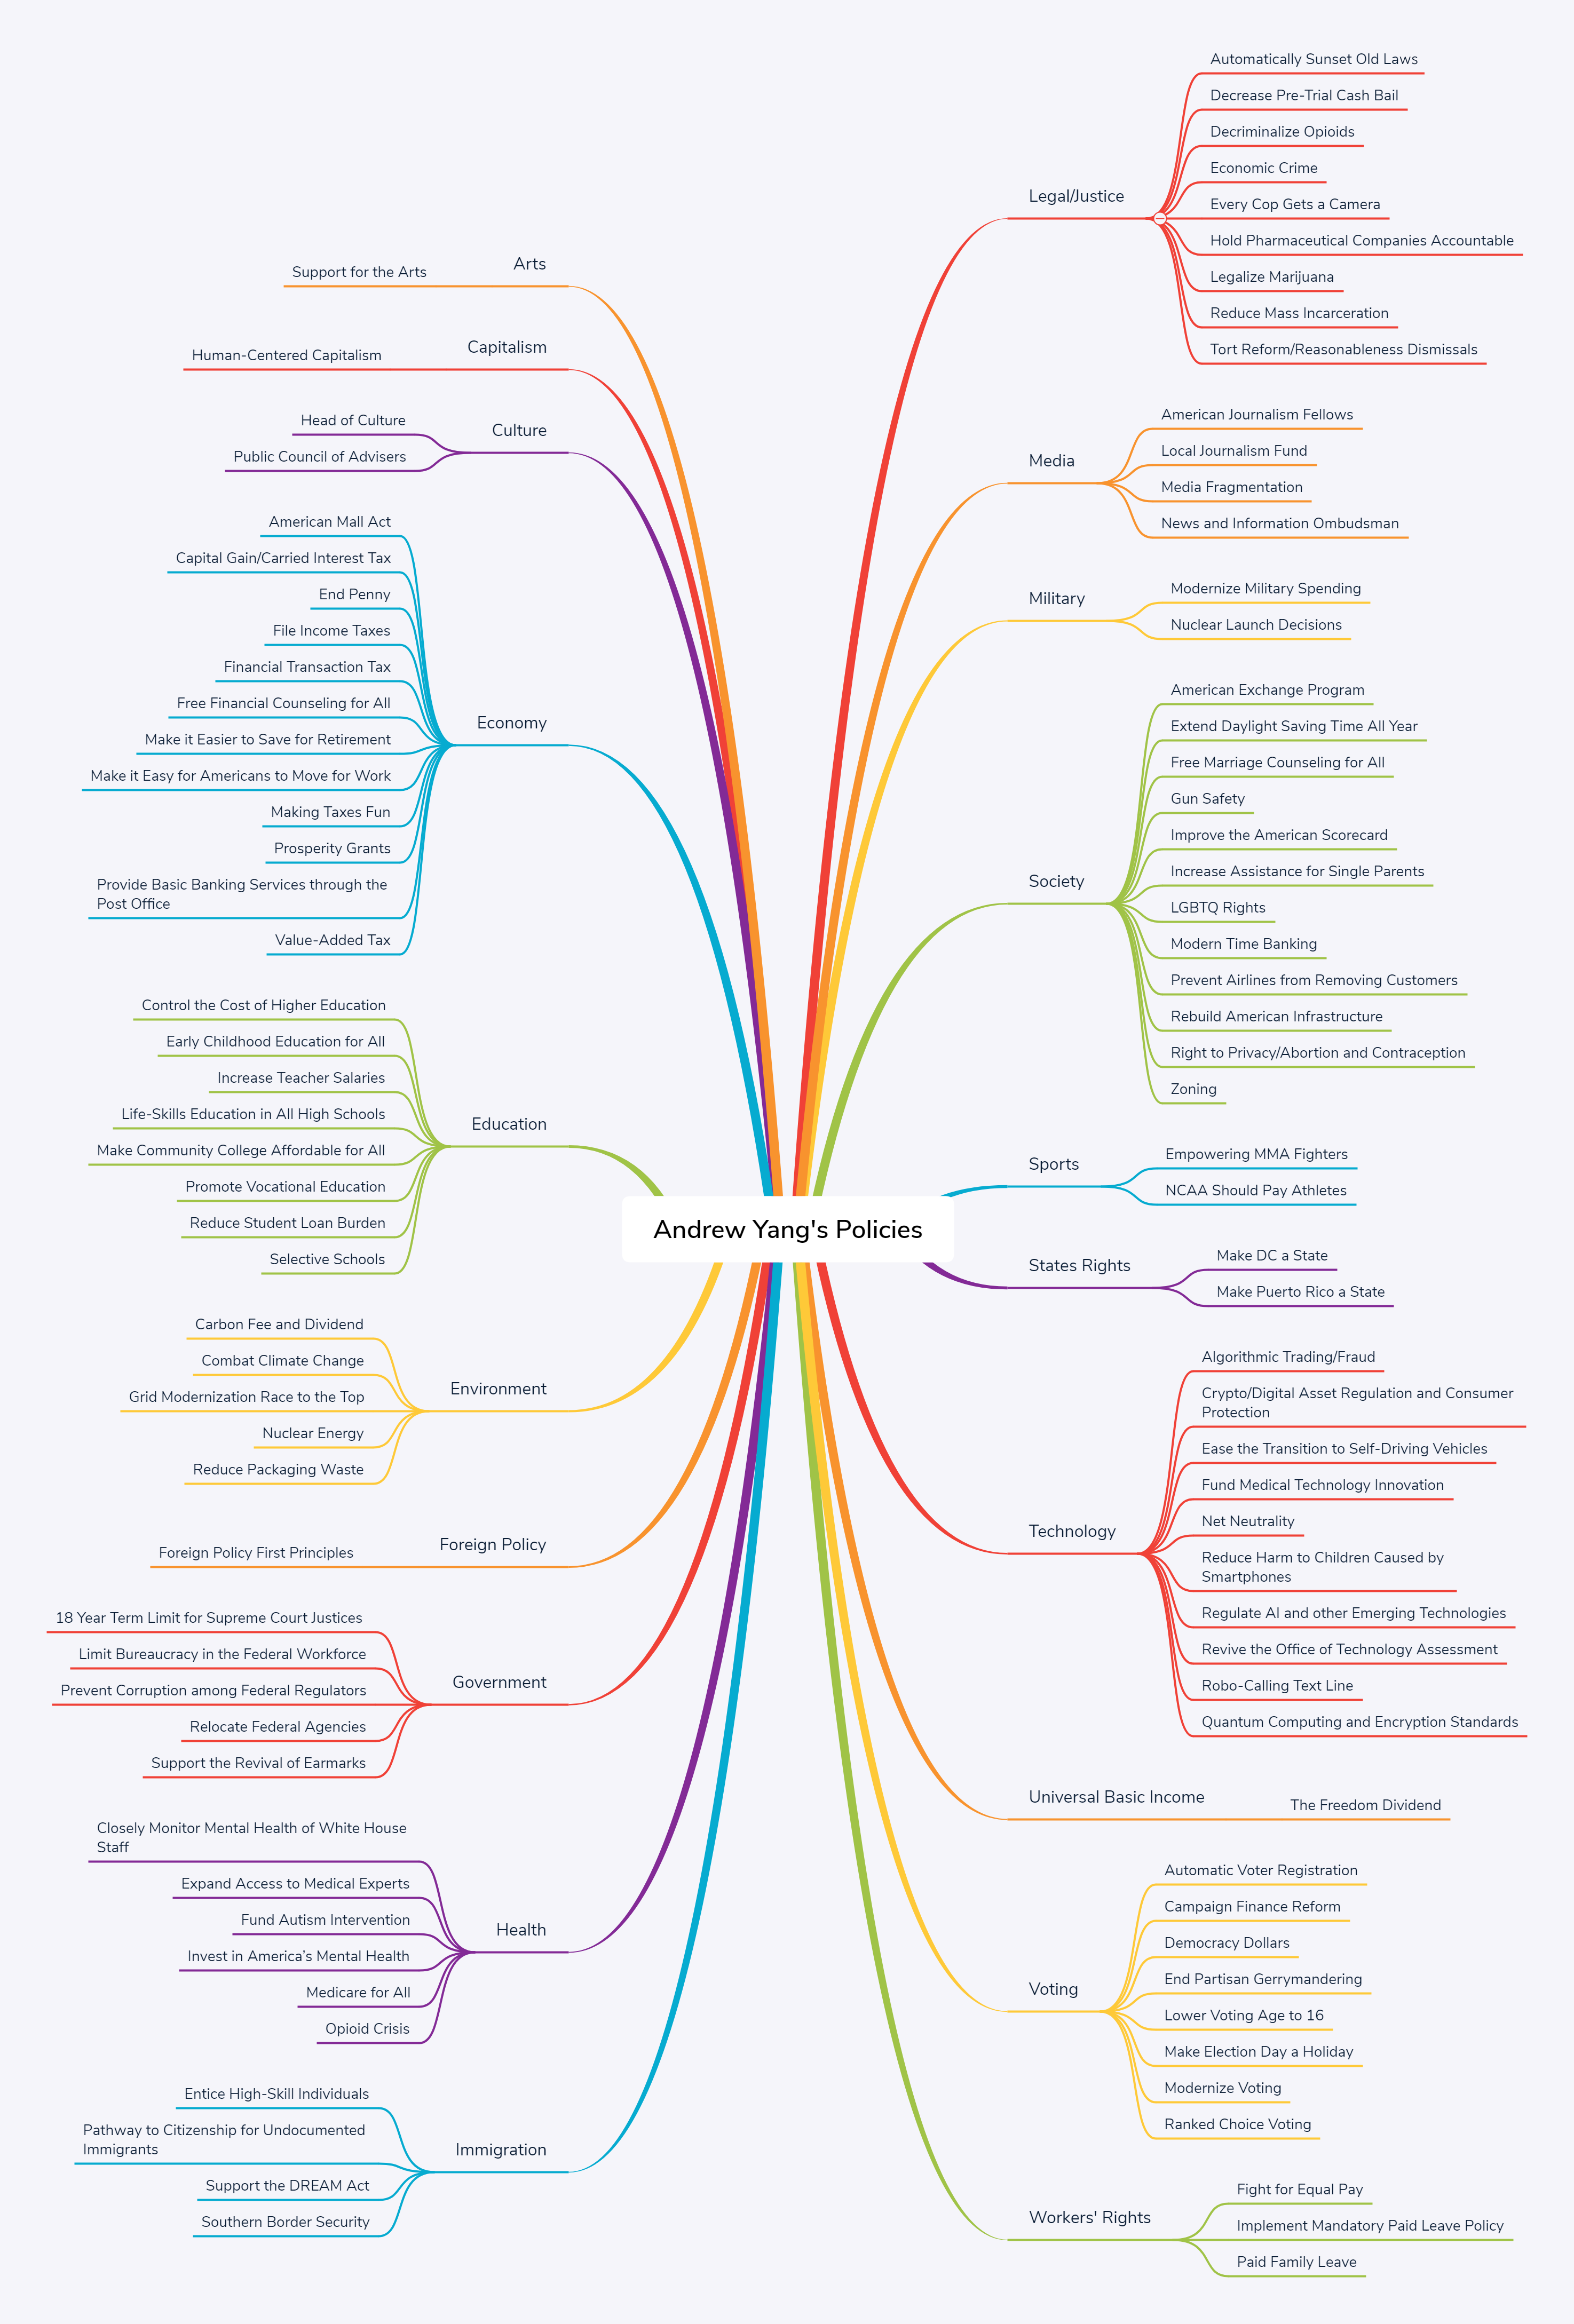 Andrew Yang's Policies
Arts
Support for the Arts
Capitalism
Human-Centered Capitalism
Culture
Head of Culture
Public Council of Advisers
Economy
American Mall Act
Capital Gain/Carried Interest Tax
End Penny
File Income Taxes
Financial Transaction Tax
Free Financial Counseling for All
Make it Easier to Save for Retirement
Make it Easy for Americans to Move for Work
Making Taxes Fun
Prosperity Grants
Provide Basic Banking Services through the
Post Office
Value-Added Tax
Education
Control the Cost of Higher Education
Early Childhood Education for All
Increase Teacher Salaries
Life-Skills Education in All High Schools
Make Community College Affordable for All
Promote Vocational Education
Reduce Student Loan Burden
Selective Schools
Environment
Carbon Fee and Dividend
Combat Climate Change
Grid Modernization Race to the Top
Nuclear Energy
Reduce Packaging Waste
Foreign Policy
Foreign Policy First Principles
Government
18 Year Term Limit for Supreme Court Justices
Limit Bureaucracy in the Federal Workforce
Prevent Corruption among Federal Regulators
Relocate Federal Agencies
Support the Revival of Earmarks
Health
Closely Monitor Mental Health of White House
Staff
Expand Access to Medical Experts
Fund Autism Intervention
Invest in America's Mental Health
Medicare for All
Opioid Crisis
Immigration
Entice High-Skill Individuals
Pathway to Citizenship for Undocumented
Immigrants
Support the DREAM Act
Southern Border Security
Legal/Justice
Automatically Sunset Old Laws
Decrease Pre-Trial Cash Bail
Decriminalize Opioids
Economic Crime
Every Cop Gets a Camera
Hold Pharmaceutical Companies Accountable
Legalize Marijuana
Reduce Mass Incarceration
Tort Reform/Reasonableness Dismissals
Media
American Journalism Fellows
Local Journalism Fund
Media Fragmentation
News and Information Ombudsman
Military
Modernize Military Spending
Nuclear Launch Decisions
Society
American Exchange Program
Extend Daylight Saving Time All Year
Free Marriage Counseling for All
Gun Safety
Improve the American Scorecard
Increase Assistance for Single Parents
LGBTQ Rights
Modern Time Banking
Prevent Airlines from Removing Customers
Rebuild American Infrastructure
Right to Privacy/Abortion and Contraception
Zoning
Sports
Empowering MMA Fighters
NCAA Should Pay Athletes
States Rights
Make DC a State
Make Puerto Rico a State
Technology
Algorithmic Trading/Fraud
Crypto/Digital Asset Regulation and Consumer
Protection
Ease the Transition to Self-Driving Vehicles
Fund Medical Technology Innovation
Net Neutrality
Reduce Harm to Children Caused by
Smartphones
Regulate AI and other Emerging Technologies
Revive the Office of Technology Assessment
Robo-Calling Text Line
Quantum Computing and Encryption Standards
Universal Basic Income
The Freedom Dividend
Voting
Automatic Voter Registration
Campaign Finance Reform
Democracy Dollars
End Partisan Gerrymandering
Lower Voting Age to 16
Make Election Day a Holiday
Modernize Voting
Ranked Choice Voting
Workers' Rights
Fight for Equal Pay
Implement Mandatory Paid Leave Policy
Paid Family Leave